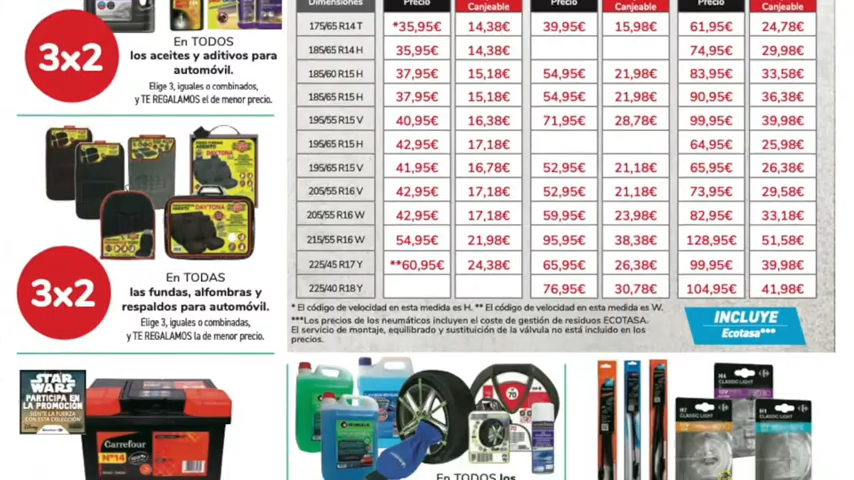 3x2
En TODOS
los aceites y aditivos para
automóvil.
Elige 3, iguales o combinados,
y TE REGALAMOS el de menor precio.
DAYTONA
DAYTONA
3x2
En TODAS
las fundas, alfombras y
respaldos para automóvil.
Elige 3, iguales o combinadas,
y TE REGALAMOS la de menor precio.
Dimensiones Precio Canjeable Precio Canjeable Precio Canjeable
175/65 R14 T *35,95€ 14,38€ 39,95€ 15,98€ 61,95€ 24,78€
185/65 R14 H 35,95€ 14,38€ 74,95€ 29,98€
185/60 R15 H 37,95€ 15,18€ 54,95€ 21,98€ 83,95€ 33,58€
185/65 R15 H 37,95€ 15,18€ 54,95€ 21,98€ 90,95€ 36,38€
195/55 R15 V 40,95€ 16,38€ 71,95€ 28,78€ 99,95€ 39,98€
195/65 R15 H 42,95€ 17,18€ 64,95€ 25,98€
195/65 R15 V 41,95€ 16,78€ 52,95€ 21,18€ 65,95€ 26,38€
205/55 R16 V 42,95€ 17,18€ 52,95€ 21,18€ 73,95€ 29,58€
205/55 R16 W 42,95€ 17,18€ 59,95€ 23,98€ 82,95€ 33,18€
215/55 R16 W 54,95€ 21,98€ 95,95€ 38,38€ 128,95€ 51,58€
225/45 R17 Y **60,95€ 24,38€ 65,95€ 26,38€ 99,95€ 39,98€
225/40 R18 Y 76,95€ 30,78€ 104,95€ 41,98€
* El código de velocidad en esta medida es H. ** El código de velocidad en esta medida es W.
***Los precios de los neumáticos incluyen el coste de gestión de residuos ECOTASA.
El servicio de montaje, equilibrado y sustitución de la válvula no está incluido en los
precios.
INCLUYE
Ecotasa***
STAR
WARS
PARTICIPA EN
LA PROMOCIÓN
SIENTE LA FUERZA
CON ESTA COLECCIÓN
Carrefour
Nº14
70
En TODOS los
H4
CLASSIC LIGHT
H7
CLASSIC LIGHT
H1
CLASSIC LIGHT